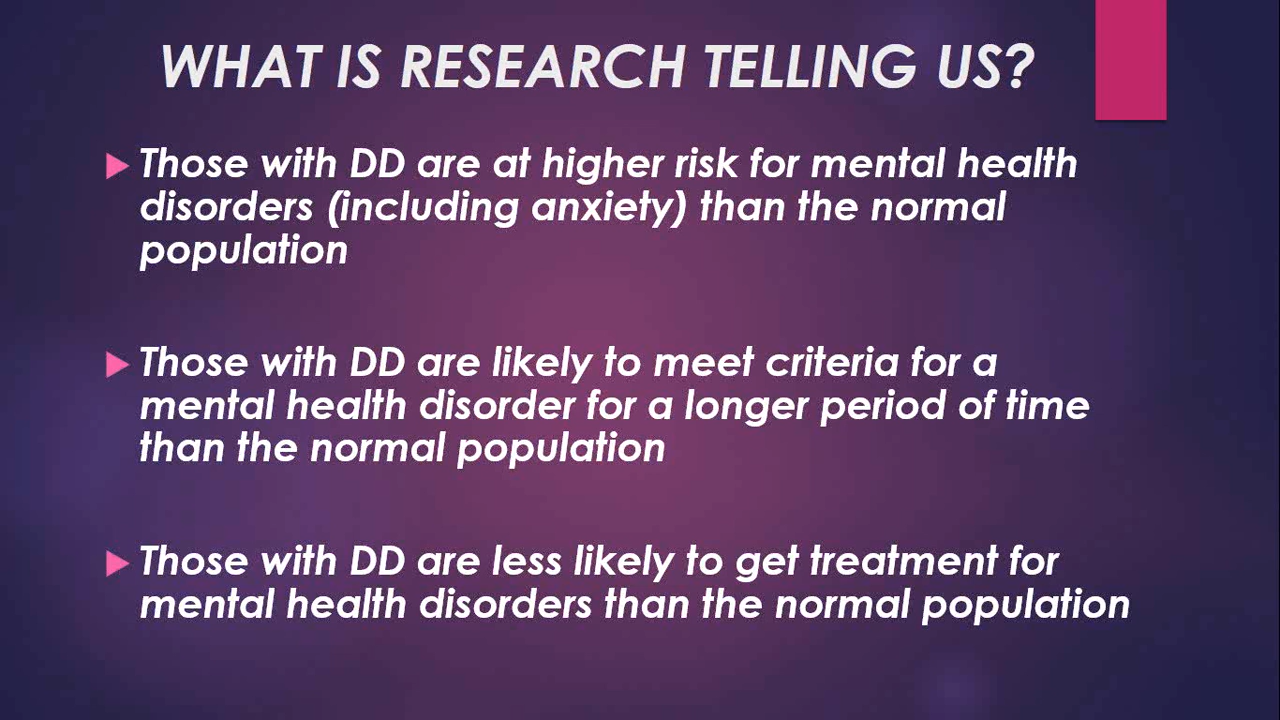 WHAT IS RESEARCH TELLING US?
Those with DD are at higher risk for mental health
disorders (including anxiety) than the normal
population
Those with DD are likely to meet criteria for a
mental health disorder for a longer period of time
than the normal population
Those with DD are less likely to get treatment for
mental health disorders than the normal population